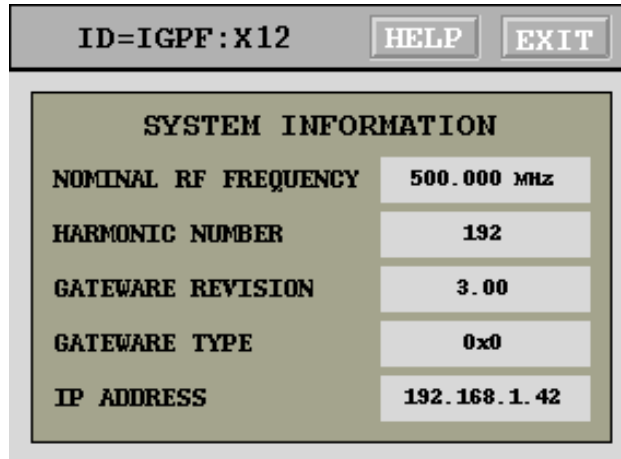 ID=IGPF:X12 HELP EXIT
SYSTEM INFORMATION
NOMINAL RF FREQUENCY 500.000 MHz
HARMONIC NUMBER 192
GATEWARE REVISION 3.00
GATEWARE TYPE 0x0
IP ADDRESS 192.168.1.42